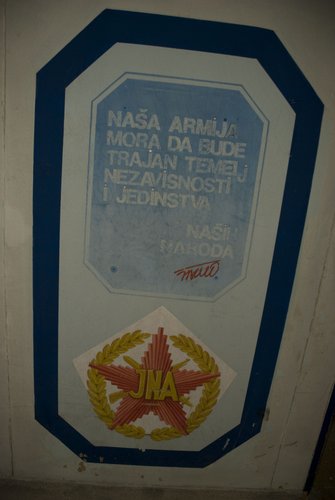 NAŠA ARMIJA
MORA DA BUDE
TRAJAN TEMELJ
NEZAVISNOSTI
I JEDINSTVA
NAŠIH
NARODA
Tito
JNA